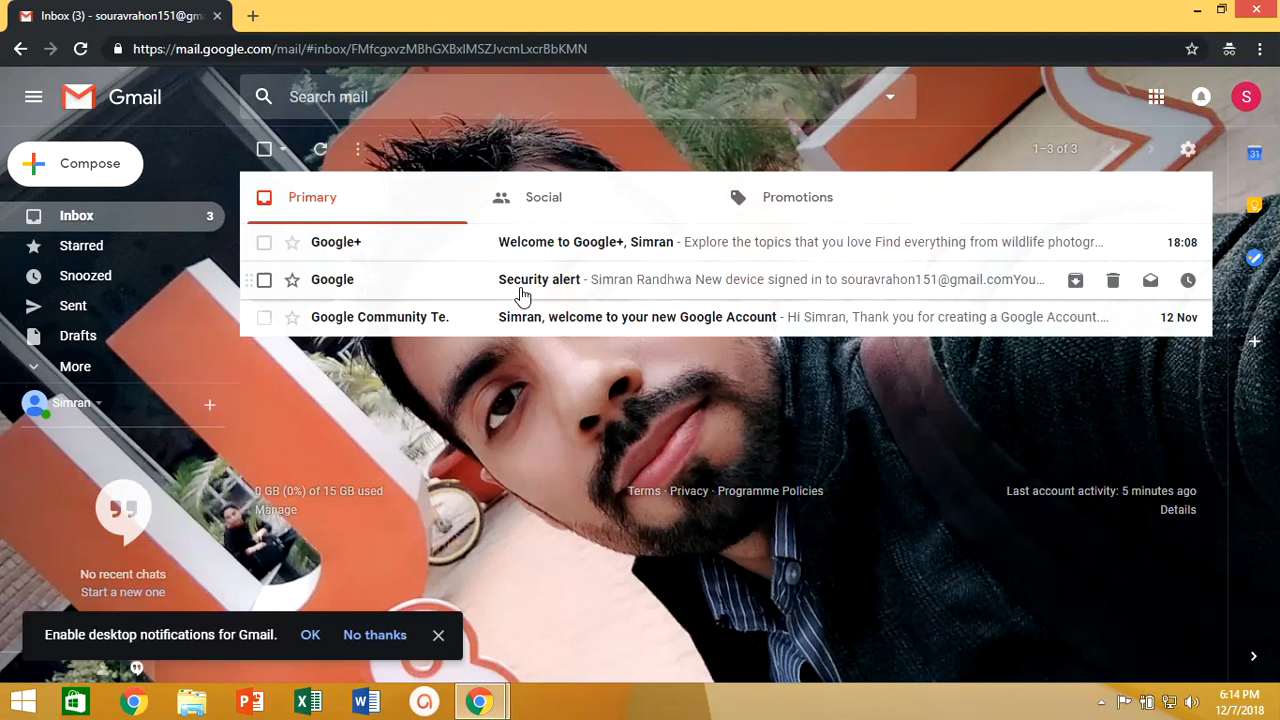 Inbox (3) - souravrahon151@gm
https://mail.google.com/mail/#inbox/FMfcgxvzMBhGXBxlMSZJvcmLxcrBbKMN
Gmail
Search mail
S
Compose
1–3 of 3
31
Primary
Social
Promotions
Inbox 3
Starred
Snoozed
Sent
Drafts
More
Google+ Welcome to Google+, Simran - Explore the topics that you love Find everything from wildlife photogr… 18:08
Google Security alert - Simran Randhwa New device signed in to souravrahon151@gmail.comYou…
Google Community Te. Simran, welcome to your new Google Account - Hi Simran, Thank you for creating a Google Account.… 12 Nov
Simran
0 GB (0%) of 15 GB used
Manage
Terms · Privacy · Programme Policies
Last account activity: 5 minutes ago
Details
No recent chats
Start a new one
Enable desktop notifications for Gmail. OK No thanks
6:14 PM
12/7/2018